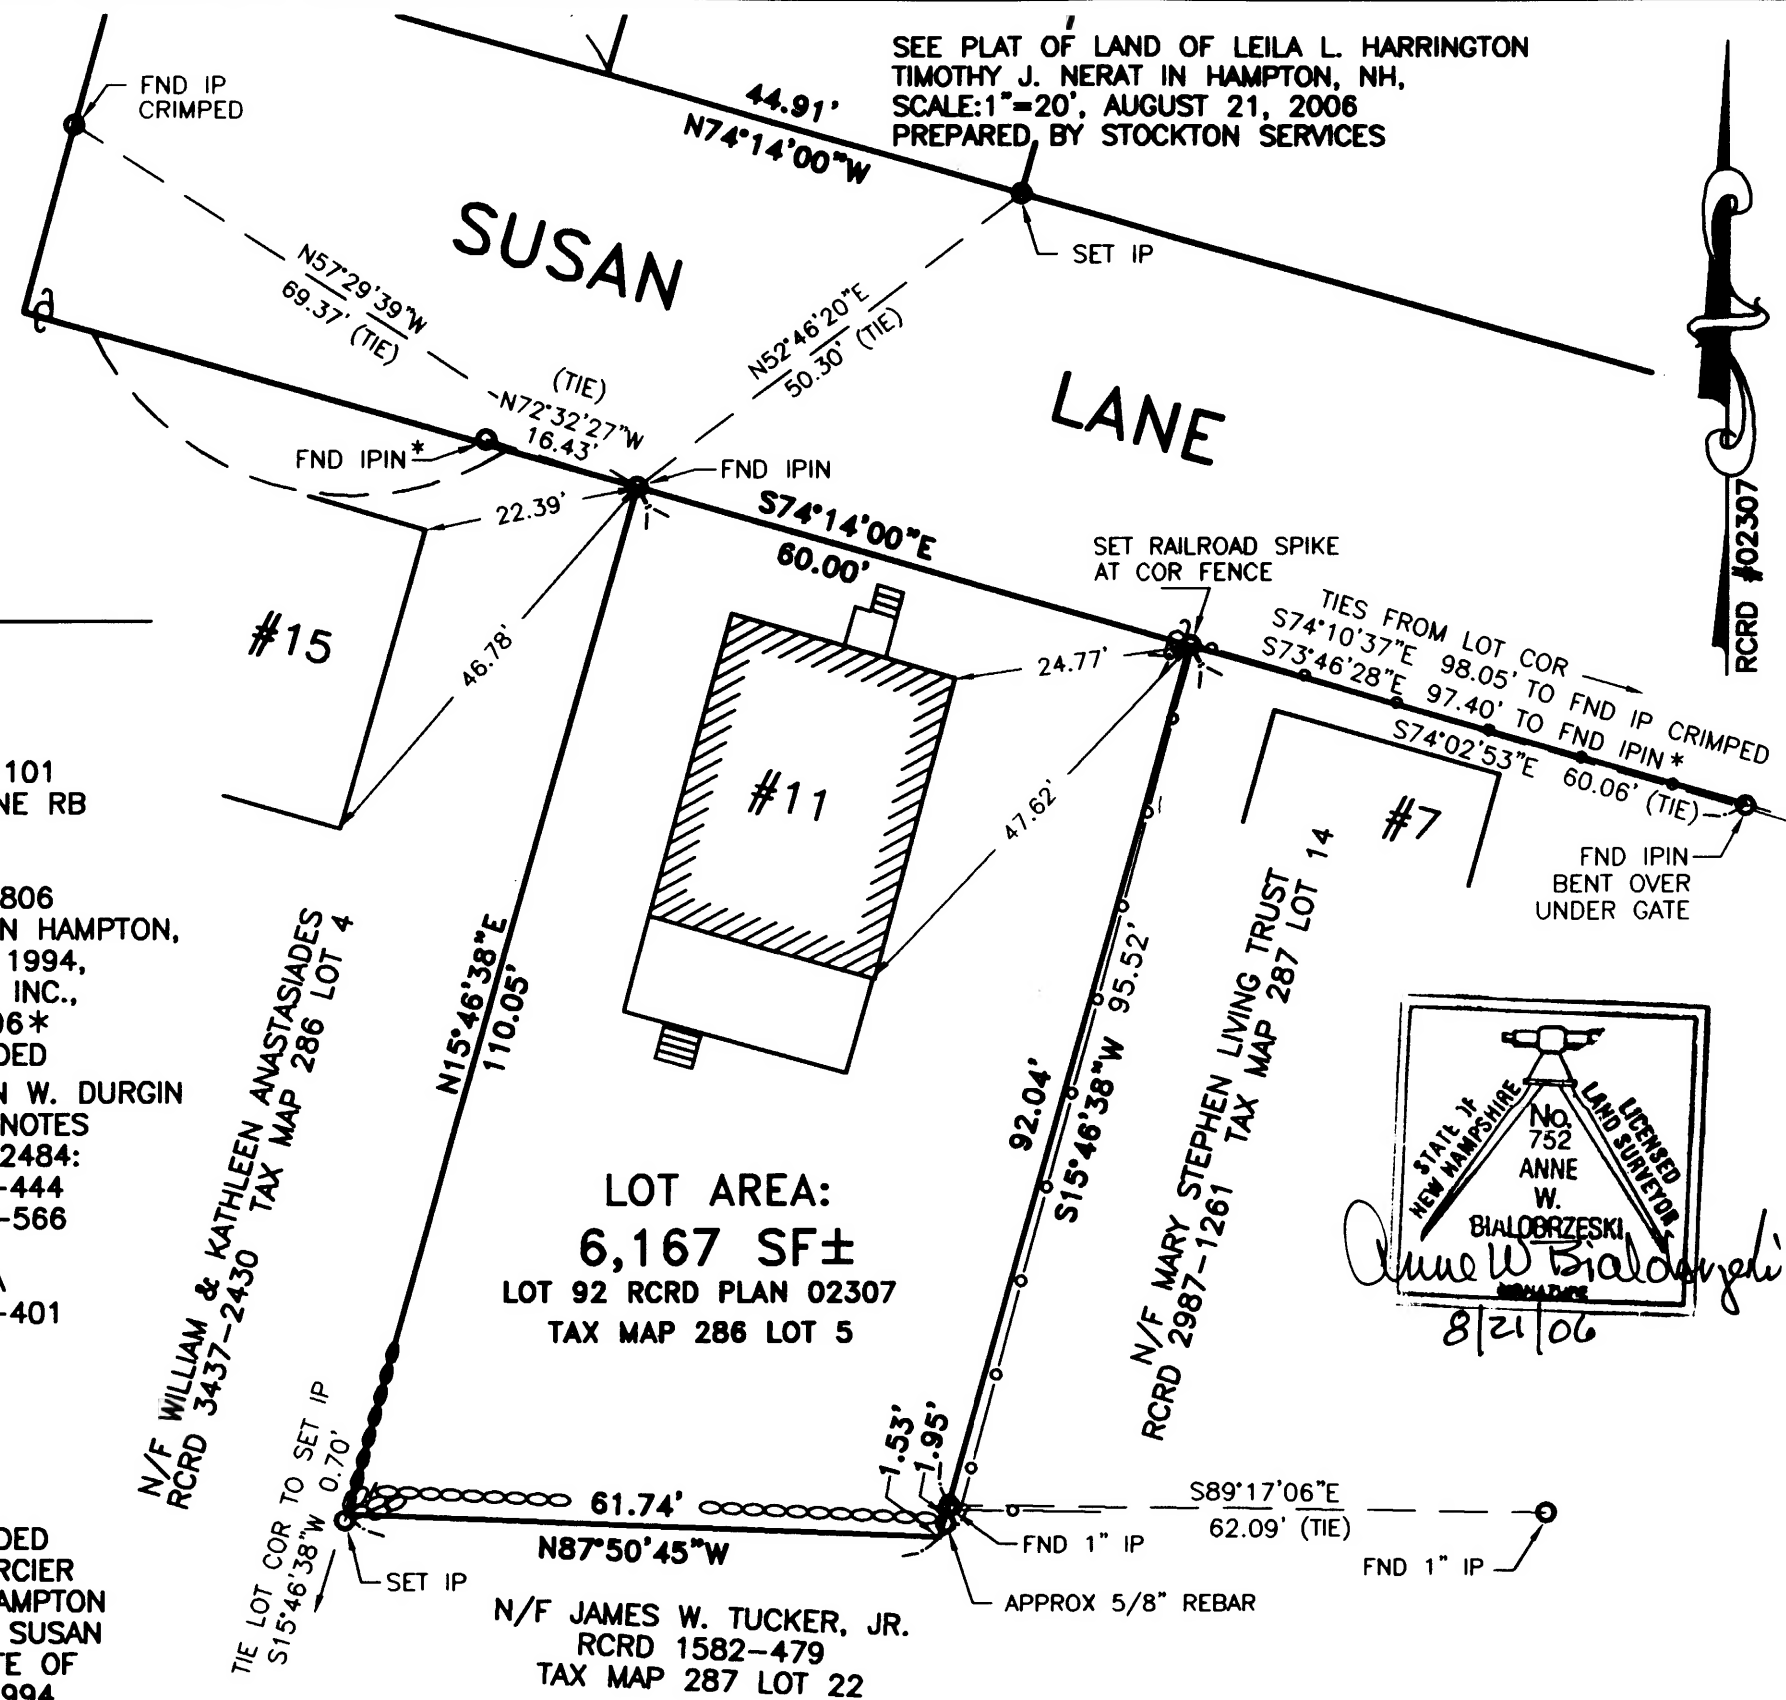 SEE PLAT OF LAND OF LEILA L. HARRINGTON
TIMOTHY J. NERAT IN HAMPTON, NH,
SCALE:1"=20', AUGUST 21, 2006
PREPARED BY STOCKTON SERVICES
FND IP
CRIMPED
44.91'
N74°14'00"W
SUSAN
LANE
SET IP
N57°29'39"W
69.37' (TIE)
N52°46'20"E
50.30' (TIE)
(TIE)
N72°32'27"W
16.43'
FND IPIN*
FND IPIN
22.39'
S74°14'00"E
60.00'
SET RAILROAD SPIKE
AT COR FENCE
RCRD #02307
TIES FROM LOT COR
S74°10'37"E 98.05' TO FND IP CRIMPED
S73°46'28"E 97.40' TO FND IPIN*
S74°02'53"E 60.06' (TIE)
#15
46.78'
24.77'
#11
47.62'
#7
FND IPIN
BENT OVER
UNDER GATE
101
NE RB
806
N HAMPTON,
1994,
INC.,
06*
DED
N W. DURGIN
NOTES
2484:
-444
-566
A
-401
N15°46'38"E
110.05'
92.04'
S15°46'38"W 95.52'
N/F WILLIAM & KATHLEEN ANASTASIADES
RCRD 3437-2430 TAX MAP 286 LOT 4
N/F MARY STEPHEN LIVING TRUST
RCRD 2987-1261 TAX MAP 287 LOT 14
LOT AREA:
6,167 SF±
LOT 92 RCRD PLAN 02307
TAX MAP 286 LOT 5
STATE OF
NEW HAMPSHIRE
LICENSED
LAND SURVEYOR
No.
752
ANNE
W.
BIALOBRZESKI
Anne W Bialobrzeski
SIGNATURE
8/21/06
TIE LOT COR TO SET IP
S15°46'38"W 0.70'
1.53'
1.95'
61.74'
N87°50'45"W
S89°17'06"E
62.09' (TIE)
FND 1" IP
FND 1" IP
SET IP
APPROX 5/8" REBAR
N/F JAMES W. TUCKER, JR.
RCRD 1582-479
TAX MAP 287 LOT 22
DED
RCIER
AMPTON
SUSAN
TE OF
1994